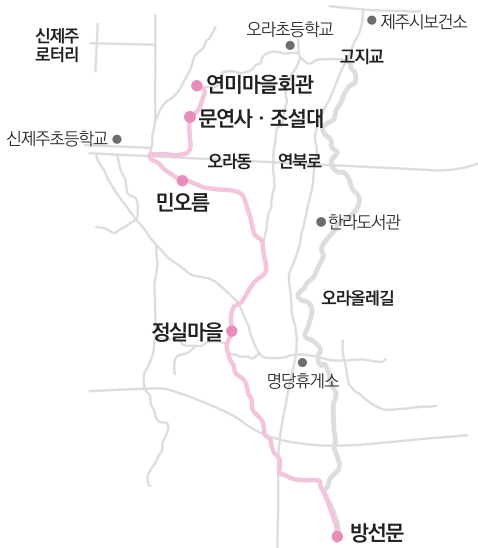 신제주
로터리
오라초등학교
제주시보건소
고지교
연미마을회관
문연사 · 조설대
신제주초등학교
오라동
연북로
민오름
한라도서관
오라올레길
정실마을
명당휴게소
방선문